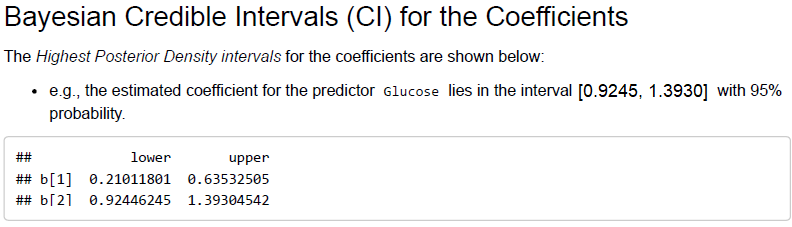 Bayesian Credible Intervals (CI) for the Coefficients
The Highest Posterior Density intervals for the coefficients are shown below:
• e.g., the estimated coefficient for the predictor Glucose lies in the interval [0.9245, 1.3930] with 95%
probability.
## lower upper
## b[1] 0.21011801 0.63532505
## b[2] 0.92446245 1.39304542